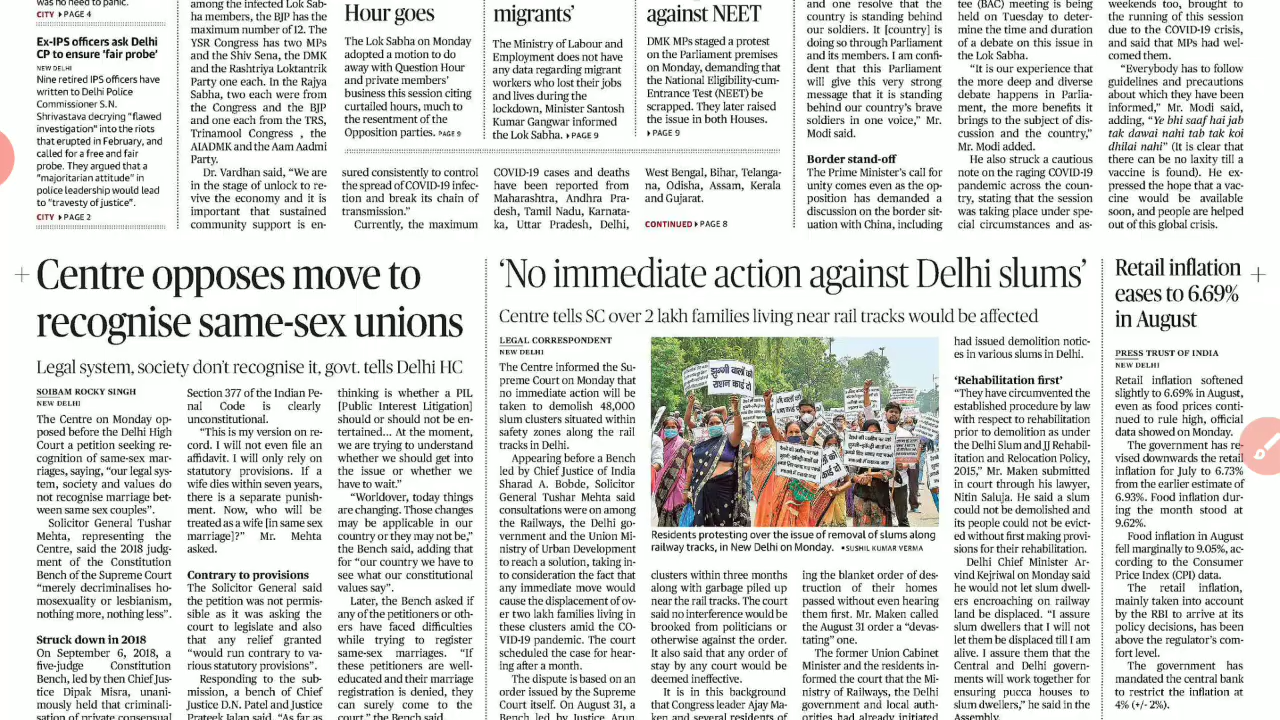 was no need to panic.
CITY ▸ PAGE 4
Ex-IPS officers ask Delhi
CP to ensure 'fair probe'
NEW DELHI
Nine retired IPS officers have
written to Delhi Police
Commissioner S.N.
Shrivastava decrying "flawed
investigation" into the riots
that erupted in February, and
called for a free and fair
probe. They argued that a
"majoritarian attitude" in
police leadership would lead
to "travesty of justice".
CITY ▸ PAGE 2
among the infected Lok Sab-
ha members, the BJP has the
maximum number of 12. The
YSR Congress has two MPs
and the Shiv Sena, the DMK
and the Rashtriya Loktantrik
Party one each. In the Rajya
Sabha, two each were from
the Congress and the BJP
and one each from the TRS,
Trinamool Congress , the
AIADMK and the Aam Aadmi
Party.
Dr. Vardhan said, "We are
in the stage of unlock to re-
vive the economy and it is
important that sustained
community support is en-
Hour goes
The Lok Sabha on Monday
adopted a motion to do
away with Question Hour
and private members'
business this session citing
curtailed hours, much to
the resentment of the
Opposition parties. PAGE 9
migrants'
The Ministry of Labour and
Employment does not have
any data regarding migrant
workers who lost their jobs
and lives during the
lockdown, Minister Santosh
Kumar Gangwar informed
the Lok Sabha. ▸ PAGE 9
against NEET
DMK MPs staged a protest
on the Parliament premises
on Monday, demanding that
the National Eligibility-cum-
Entrance Test (NEET) be
scrapped. They later raised
the issue in both Houses.
▸ PAGE 9
sured consistently to control
the spread of COVID-19 infec-
tion and break its chain of
transmission."
Currently, the maximum
COVID-19 cases and deaths
have been reported from
Maharashtra, Andhra Pra-
desh, Tamil Nadu, Karnata-
ka, Uttar Pradesh, Delhi,
West Bengal, Bihar, Telanga-
na, Odisha, Assam, Kerala
and Gujarat.
CONTINUED ▸ PAGE 8
and one resolve that the
country is standing behind
our soldiers. It [country] is
doing so through Parliament
and its members. I am confi-
dent that this Parliament
will give this very strong
message that it is standing
behind our country's brave
soldiers in one voice," Mr.
Modi said.
Border stand-off
The Prime Minister's call for
unity comes even as the op-
position has demanded a
discussion on the border sit-
uation with China, including
tee (BAC) meeting is being
held on Tuesday to deter-
mine the time and duration
of a debate on this issue in
the Lok Sabha.
"It is our experience that
the more deep and diverse
debate happens in Parlia-
ment, the more benefits it
brings to the subject of dis-
cussion and the country,"
Mr. Modi added.
He also struck a cautious
note on the raging COVID-19
pandemic across the coun-
try, stating that the session
was taking place under spe-
cial circumstances and as-
weekends too, brought to
the running of this session
due to the COVID-19 crisis,
and said that MPs had wel-
comed them.
"Everybody has to follow
guidelines and precautions
about which they have been
informed," Mr. Modi said,
adding, "Ye bhi saaf hai jab
tak dawai nahi tab tak koi
dhilai nahi" (It is clear that
there can be no laxity till a
vaccine is found). He ex-
pressed the hope that a vac-
cine would be available
soon, and people are helped
out of this global crisis.
Centre opposes move to
recognise same-sex unions
Legal system, society don't recognise it, govt. tells Delhi HC
SOIBAM ROCKY SINGH
NEW DELHI
The Centre on Monday op-
posed before the Delhi High
Court a petition seeking re-
cognition of same-sex mar-
riages, saying, "our legal sys-
tem, society and values do
not recognise marriage bet-
ween same sex couples".
Solicitor General Tushar
Mehta, representing the
Centre, said the 2018 judg-
ment of the Constitution
Bench of the Supreme Court
"merely decriminalises ho-
mosexuality or lesbianism,
nothing more, nothing less".
Struck down in 2018
On September 6, 2018, a
five-judge Constitution
Bench, led by then Chief Jus-
tice Dipak Misra, unani-
mously held that criminali-
sation of private consensual
Section 377 of the Indian Pe-
nal Code is clearly
unconstitutional.
"This is my version on re-
cord. I will not even file an
affidavit. I will only rely on
statutory provisions. If a
wife dies within seven years,
there is a separate punish-
ment. Now, who will be
treated as a wife [in same sex
marriage]?" Mr. Mehta
asked.
Contrary to provisions
The Solicitor General said
the petition was not permis-
sible as it was asking the
court to legislate and also
that any relief granted
"would run contrary to va-
rious statutory provisions".
Responding to the sub-
mission, a bench of Chief
Justice D.N. Patel and Justice
Prateek Jalan said, "As far as
thinking is whether a PIL
[Public Interest Litigation]
should or should not be en-
tertained... At the moment,
we are trying to understand
whether we should get into
the issue or whether we
have to wait."
"Worldover, today things
are changing. Those changes
may be applicable in our
country or they may not be,"
the Bench said, adding that
for "our country we have to
see what our constitutional
values say".
Later, the Bench asked if
any of the petitioners or oth-
ers have faced difficulties
while trying to register
same-sex marriages. "If
these petitioners are well-
educated and their marriage
registration is denied, they
can surely come to the
court," the Bench said.
'No immediate action against Delhi slums'
Centre tells SC over 2 lakh families living near rail tracks would be affected
LEGAL CORRESPONDENT
NEW DELHI
The Centre informed the Su-
preme Court on Monday that
no immediate action will be
taken to demolish 48,000
slum clusters situated within
safety zones along the rail
tracks in Delhi.
Appearing before a Bench
led by Chief Justice of India
Sharad A. Bobde, Solicitor
General Tushar Mehta said
consultations were on among
the Railways, the Delhi go-
vernment and the Union Mi-
nistry of Urban Development
to reach a solution, taking in-
to consideration the fact that
any immediate move would
cause the displacement of ov-
er two lakh families living in
these clusters amid the CO-
VID-19 pandemic. The court
scheduled the case for hear-
ing after a month.
The dispute is based on an
order issued by the Supreme
Court itself. On August 31, a
Bench led by Justice Arun
झुग्गी वालों को
राशन कार्ड दो
Residents protesting over the issue of removal of slums along
railway tracks, in New Delhi on Monday. ▪ SUSHIL KUMAR VERMA
clusters within three months
along with garbage piled up
near the rail tracks. The court
said no interference would be
brooked from politicians or
otherwise against the order.
It also said that any order of
stay by any court would be
deemed ineffective.
It is in this background
that Congress leader Ajay Ma-
ken and several residents of
ing the blanket order of des-
truction of their homes
passed without even hearing
them first. Mr. Maken called
the August 31 order a "devas-
tating" one.
The former Union Cabinet
Minister and the residents in-
formed the court that the Mi-
nistry of Railways, the Delhi
government and local auth-
orities had already initiated
had issued demolition notic-
es in various slums in Delhi.
'Rehabilitation first'
"They have circumvented the
established procedure by law
with respect to rehabilitation
prior to demolition as under
the Delhi Slum and JJ Rehabil-
itation and Relocation Policy,
2015," Mr. Maken submitted
in court through his lawyer,
Nitin Saluja. He said a slum
could not be demolished and
its people could not be evict-
ed without first making provi-
sions for their rehabilitation.
Delhi Chief Minister Ar-
vind Kejriwal on Monday said
he would not let slum dwell-
ers ecroaching on railway
land be displaced. "I assure
slum dwellers that I will not
let them be displaced till I am
alive. I assure them that the
Central and Delhi govern-
ments will work together for
ensuring pucca houses to
slum dwellers," he said in the
Assembly.
Retail inflation
eases to 6.69%
in August
PRESS TRUST OF INDIA
NEW DELHI
Retail inflation softened
slightly to 6.69% in August,
even as food prices conti-
nued to rule high, official
data showed on Monday.
The government has re-
vised downwards the retail
inflation for July to 6.73%
from the earlier estimate of
6.93%. Food inflation dur-
ing the month stood at
9.62%.
Food inflation in August
fell marginally to 9.05%, ac-
cording to the Consumer
Price Index (CPI) data.
The retail inflation,
mainly taken into account
by the RBI to arrive at its
policy decisions, has been
above the regulator's com-
fort level.
The government has
mandated the central bank
to restrict the inflation at
4% (+/- 2%).